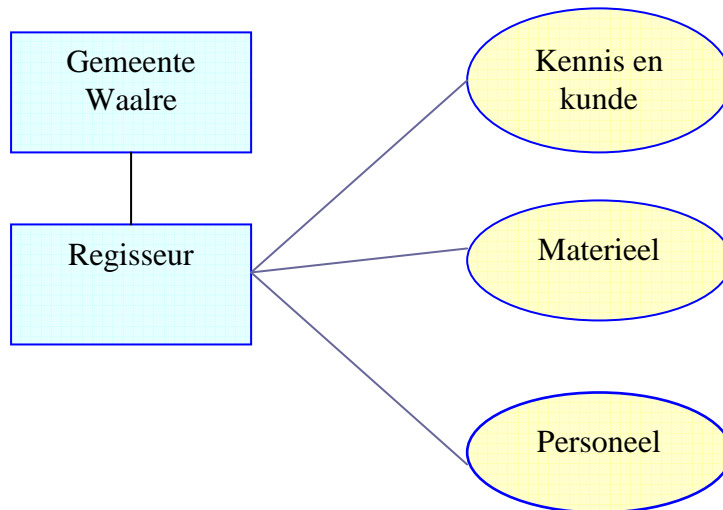 Gemeente
Waalre
Regisseur
Kennis en
kunde
Materieel
Personeel